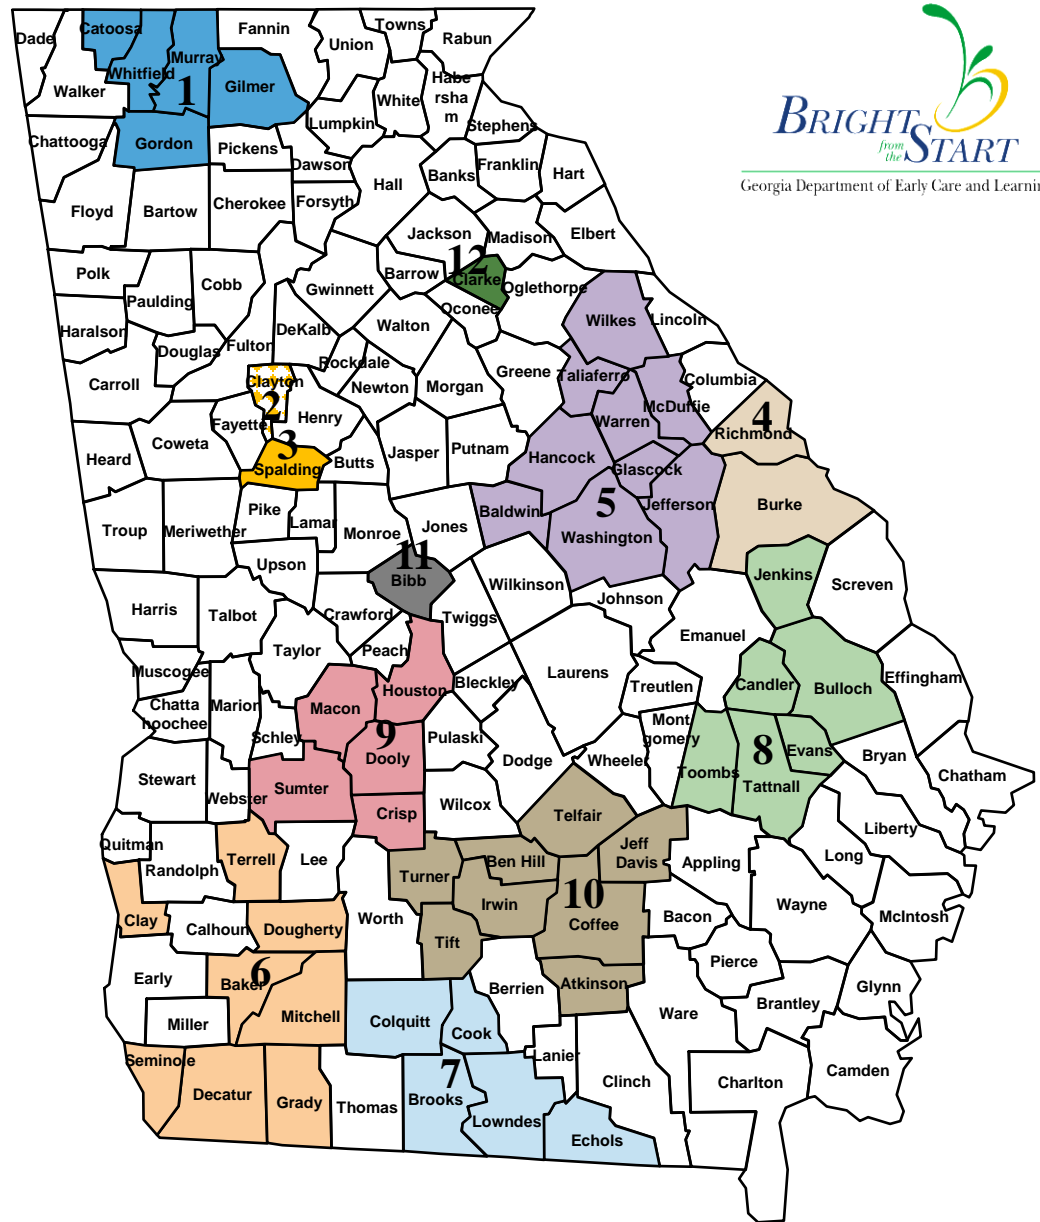 BRIGHT
from
the
START
Georgia Department of Early Care and Learnin
Dade
Catoosa
Fannin
Towns
Union
Rabun
Whitfield
Murray
1
Walker
Gilmer
White
Habe
rsha
m
Lumpkin
Stephens
Chattooga
Gordon
Pickens
Dawson
Banks
Franklin
Hart
Hall
Floyd
Bartow
Cherokee
Forsyth
Jackson
Madison
Elbert
Polk
Cobb
Gwinnett
Barrow
12
Clarke
Oglethorpe
Paulding
Oconee
Haralson
Douglas
Fulton
DeKalb
Walton
Wilkes
Lincoln
Rockdale
Carroll
Clayton
2
Newton
Morgan
Greene
Taliaferro
Columbia
Fayette
Henry
Warren
McDuffie
4
Richmond
Coweta
3
Heard
Spalding
Butts
Jasper
Putnam
Hancock
Glascock
Troup
Meriwether
Pike
Lamar
Monroe
Jones
Baldwin
5
Washington
Jefferson
Burke
Upson
11
Bibb
Wilkinson
Jenkins
Screven
Harris
Talbot
Crawford
Twiggs
Johnson
Taylor
Peach
Emanuel
Muscogee
Chatta
hoochee
Marion
Macon
Houston
Bleckley
Laurens
Treutlen
Candler
Bulloch
Effingham
Schley
9
Dooly
Pulaski
Dodge
Wheele
Mont
gomery
Toombs
8
Evans
Tattnall
Bryan
Chatham
Stewart
Webster
Sumter
Crisp
Wilcox
Telfair
Liberty
Quitman
Randolph
Terrell
Lee
Turner
Ben Hill
Jeff
Davis
Appling
Long
Clay
Calhoun
Dougherty
Worth
Irwin
10
Coffee
Bacon
Wayne
McIntosh
Tift
Early
Baker
6
Mitchell
Berrien
Atkinson
Pierce
Brantley
Glynn
Miller
Colquitt
Cook
Ware
Seminole
Decatur
Grady
Thomas
7
Brooks
Lowndes
Lanier
Clinch
Echols
Charlton
Camden